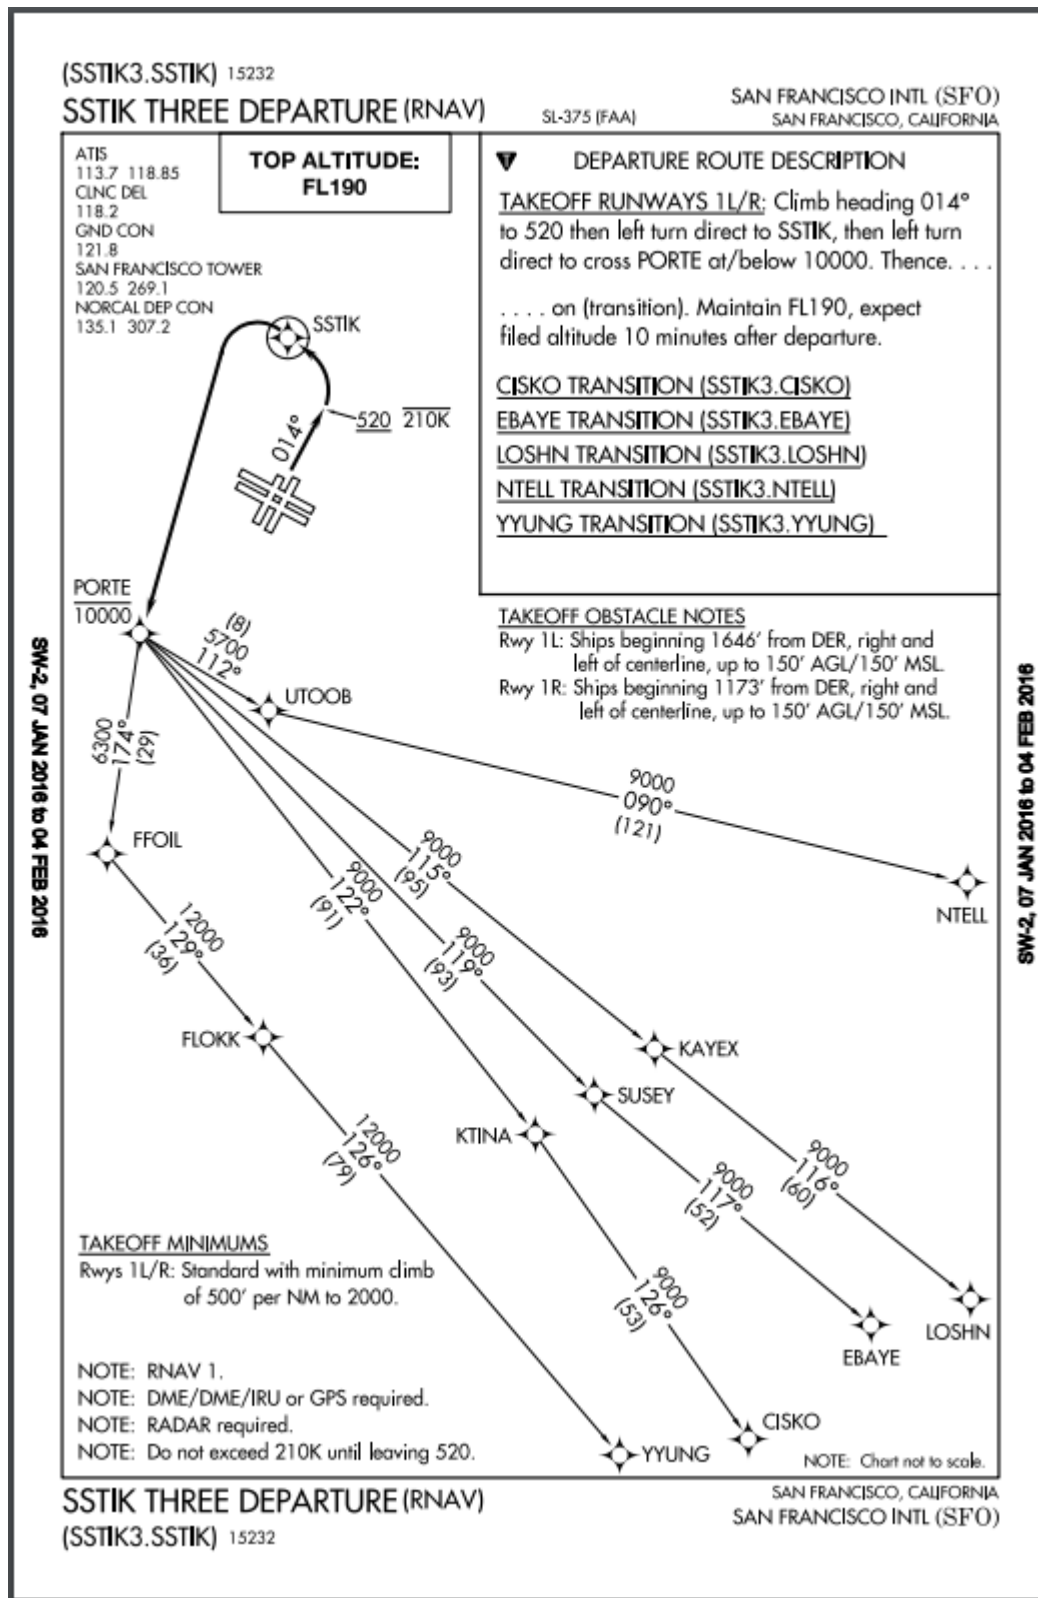 (SSTIK3.SSTIK) 15232
SSTIK THREE DEPARTURE (RNAV)
SL-375 (FAA)
SAN FRANCISCO INTL (SFO)
SAN FRANCISCO, CALIFORNIA
ATIS
113.7 118.85
CLNC DEL
118.2
GND CON
121.8
SAN FRANCISCO TOWER
120.5 269.1
NORCAL DEP CON
135.1 307.2
TOP ALTITUDE:
FL190
▼ DEPARTURE ROUTE DESCRIPTION
TAKEOFF RUNWAYS 1L/R: Climb heading 014°
to 520 then left turn direct to SSTIK, then left turn
direct to cross PORTE at/below 10000. Thence. . . .
. . . . on (transition). Maintain FL190, expect
filed altitude 10 minutes after departure.
CISKO TRANSITION (SSTIK3.CISKO)
EBAYE TRANSITION (SSTIK3.EBAYE)
LOSHN TRANSITION (SSTIK3.LOSHN)
NTELL TRANSITION (SSTIK3.NTELL)
YYUNG TRANSITION (SSTIK3.YYUNG)
SSTIK
520 210K
014°
PORTE
10000
TAKEOFF OBSTACLE NOTES
Rwy 1L: Ships beginning 1646' from DER, right and
left of centerline, up to 150' AGL/150' MSL.
Rwy 1R: Ships beginning 1173' from DER, right and
left of centerline, up to 150' AGL/150' MSL.
(8)
5700
112°
UTOOB
6300
174°
(29)
FFOIL
9000
090°
(121)
NTELL
9000
115°
(95)
9000
122°
(91)
9000
119°
(93)
12000
129°
(36)
FLOKK
KAYEX
SUSEY
KTINA
12000
126°
(79)
9000
116°
(60)
9000
117°
(52)
9000
126°
(53)
LOSHN
EBAYE
CISKO
YYUNG
TAKEOFF MINIMUMS
Rwys 1L/R: Standard with minimum climb
of 500' per NM to 2000.
NOTE: RNAV 1.
NOTE: DME/DME/IRU or GPS required.
NOTE: RADAR required.
NOTE: Do not exceed 210K until leaving 520.
NOTE: Chart not to scale.
SW-2, 07 JAN 2016 to 04 FEB 2016
SW-2, 07 JAN 2016 to 04 FEB 2016
SSTIK THREE DEPARTURE (RNAV)
(SSTIK3.SSTIK) 15232
SAN FRANCISCO, CALIFORNIA
SAN FRANCISCO INTL (SFO)